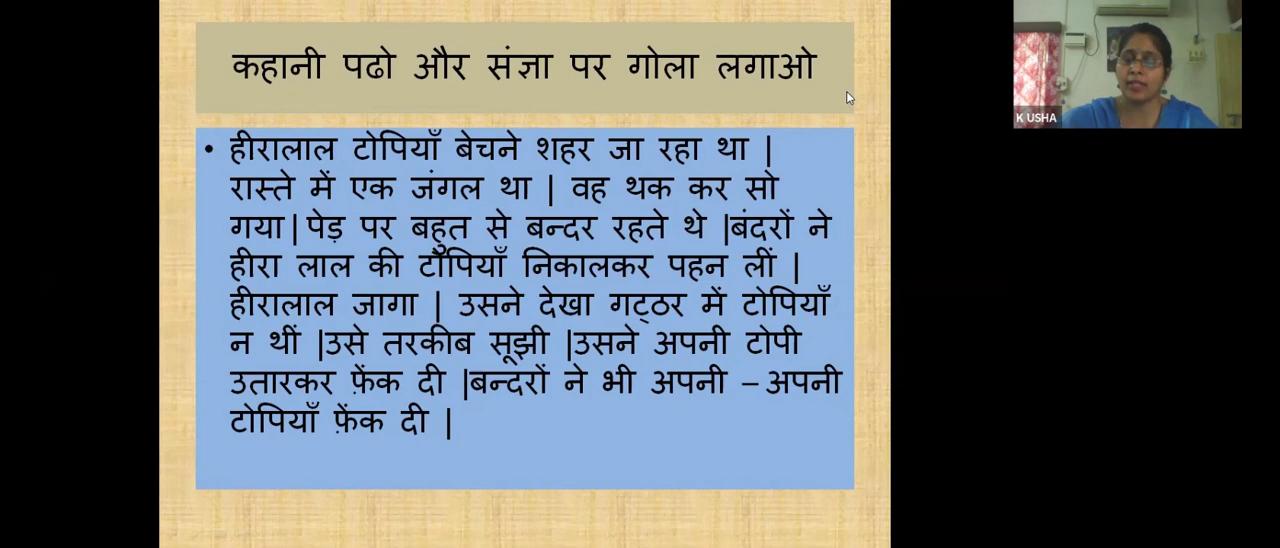 कहानी पढो और संज्ञा पर गोला लगाओ
• हीरालाल टोपियाँ बेचने शहर जा रहा था |
रास्ते में एक जंगल था | वह थक कर सो
गया| पेड़ पर बहुत से बन्दर रहते थे |बंदरों ने
हीरा लाल की टोपियाँ निकालकर पहन लीं |
हीरालाल जागा | उसने देखा गट्ठर में टोपियाँ
न थीं |उसे तरकीब सूझी |उसने अपनी टोपी
उतारकर फ़ेंक दी |बन्दरों ने भी अपनी – अपनी
टोपियाँ फ़ेंक दी |
K USHA